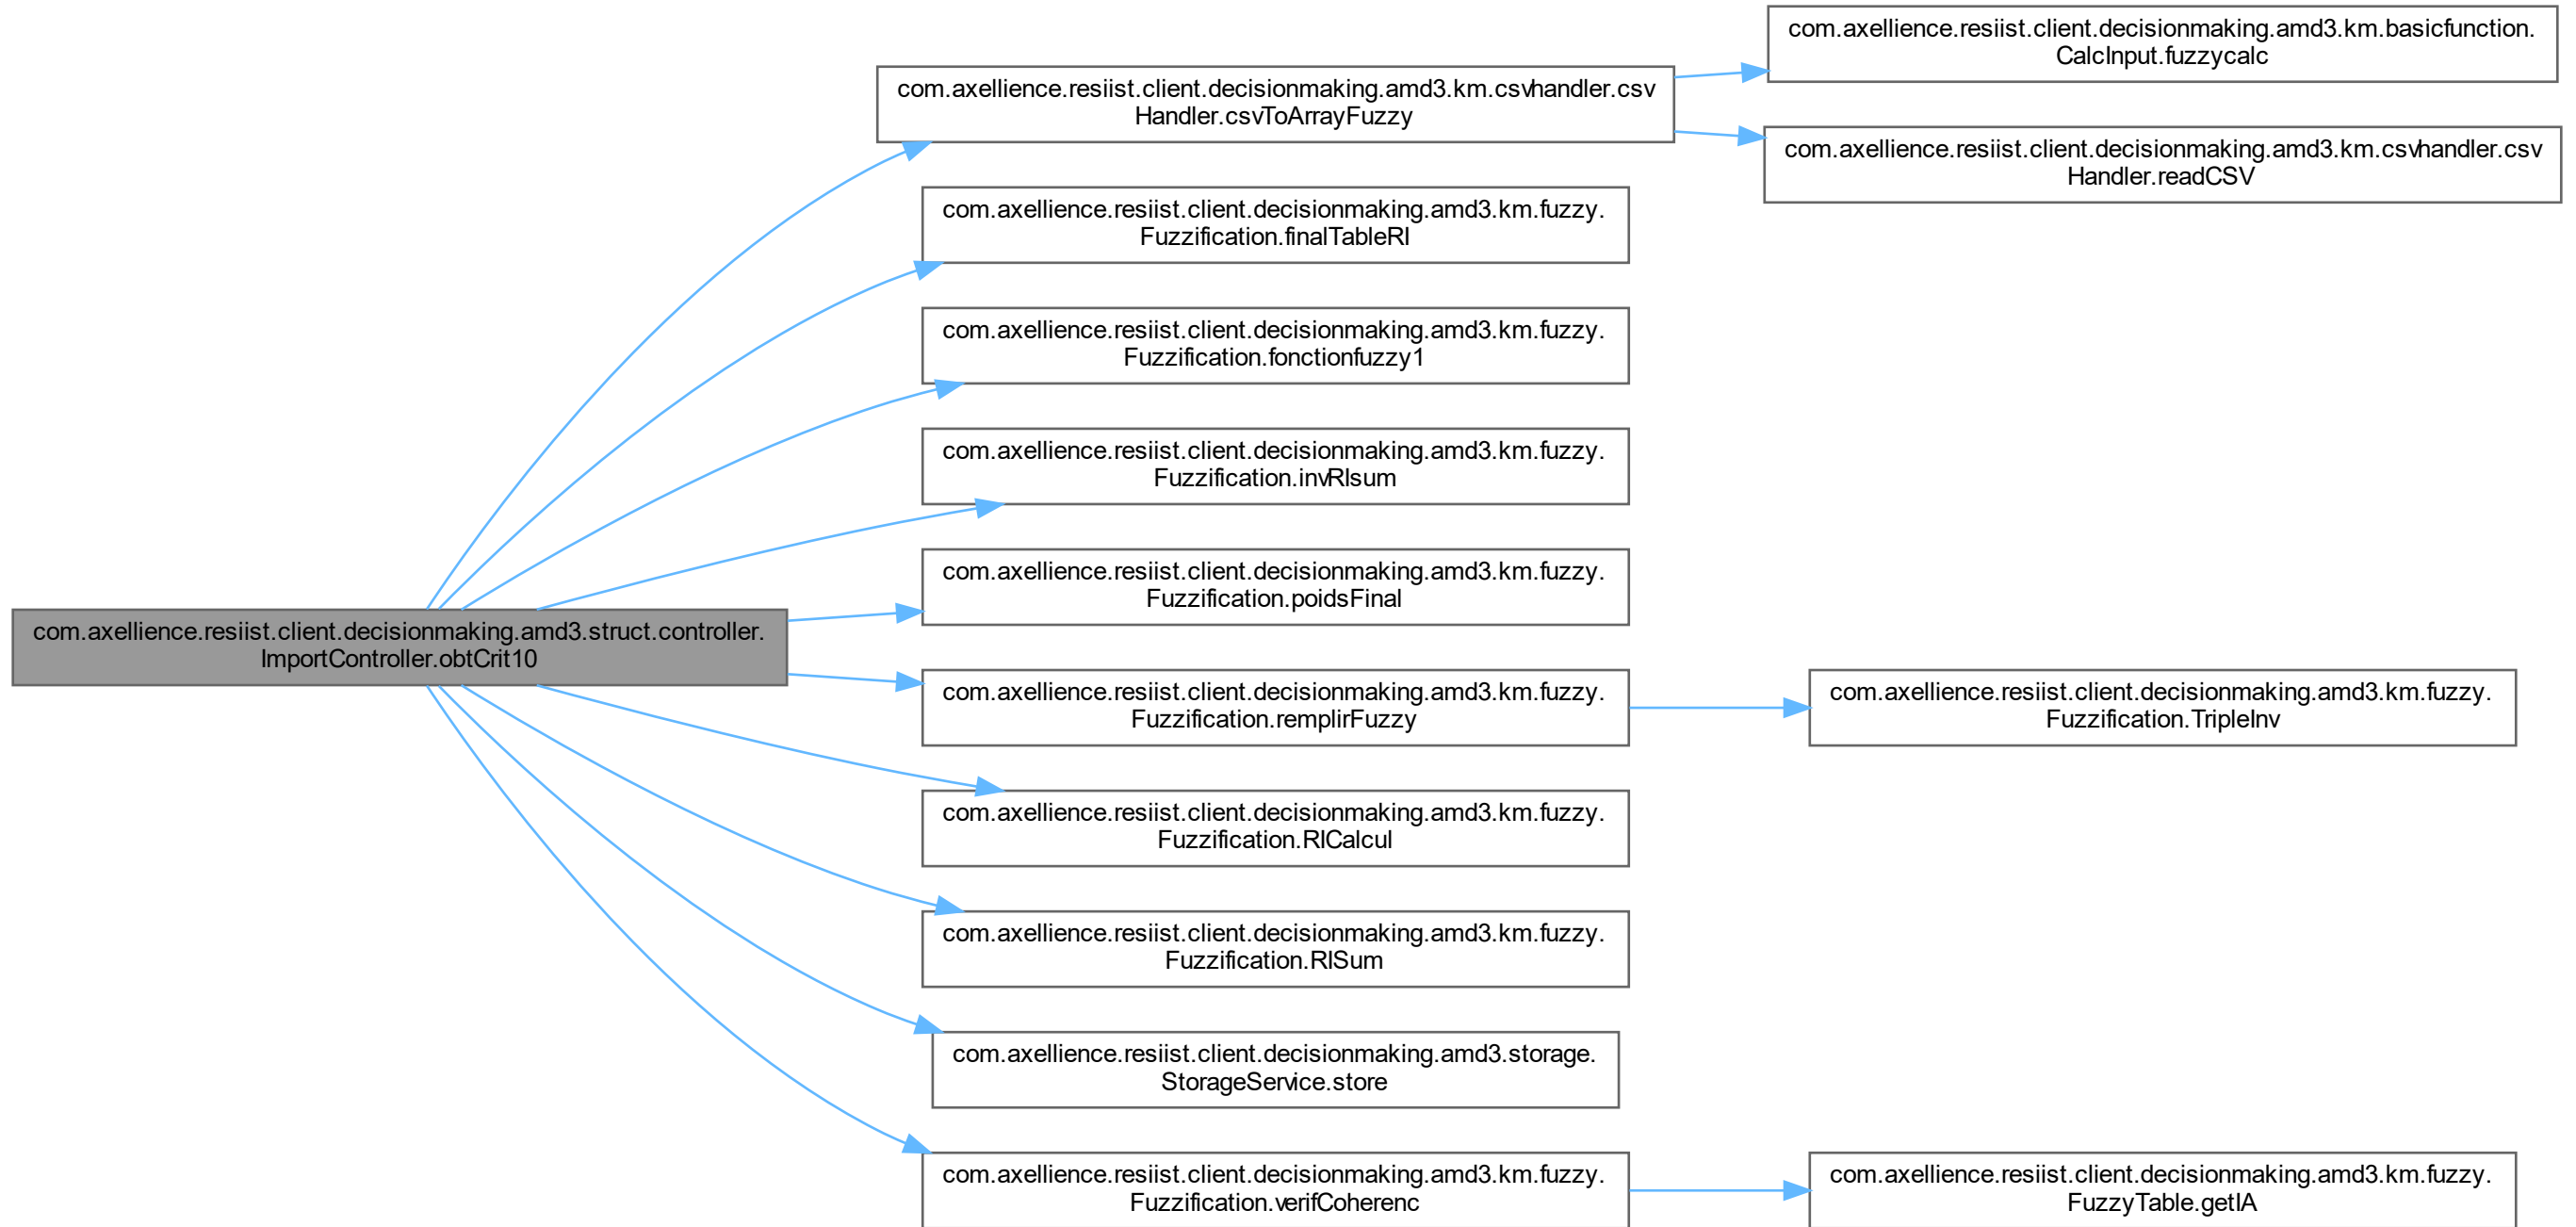 com.axellience.resiist.client.decisionmaking.amd3.struct.controller.
ImportController.obtCrit10
com.axellience.resiist.client.decisionmaking.amd3.km.csvhandler.csv
Handler.csvToArrayFuzzy
com.axellience.resiist.client.decisionmaking.amd3.km.basicfunction.
CalcInput.fuzzycalc
com.axellience.resiist.client.decisionmaking.amd3.km.csvhandler.csv
Handler.readCSV
com.axellience.resiist.client.decisionmaking.amd3.km.fuzzy.
Fuzzification.finalTableRI
com.axellience.resiist.client.decisionmaking.amd3.km.fuzzy.
Fuzzification.fonctionfuzzy1
com.axellience.resiist.client.decisionmaking.amd3.km.fuzzy.
Fuzzification.invRIsum
com.axellience.resiist.client.decisionmaking.amd3.km.fuzzy.
Fuzzification.poidsFinal
com.axellience.resiist.client.decisionmaking.amd3.km.fuzzy.
Fuzzification.remplirFuzzy
com.axellience.resiist.client.decisionmaking.amd3.km.fuzzy.
Fuzzification.TripleInv
com.axellience.resiist.client.decisionmaking.amd3.km.fuzzy.
Fuzzification.RICalcul
com.axellience.resiist.client.decisionmaking.amd3.km.fuzzy.
Fuzzification.RISum
com.axellience.resiist.client.decisionmaking.amd3.storage.
StorageService.store
com.axellience.resiist.client.decisionmaking.amd3.km.fuzzy.
Fuzzification.verifCoherenc
com.axellience.resiist.client.decisionmaking.amd3.km.fuzzy.
FuzzyTable.getIA